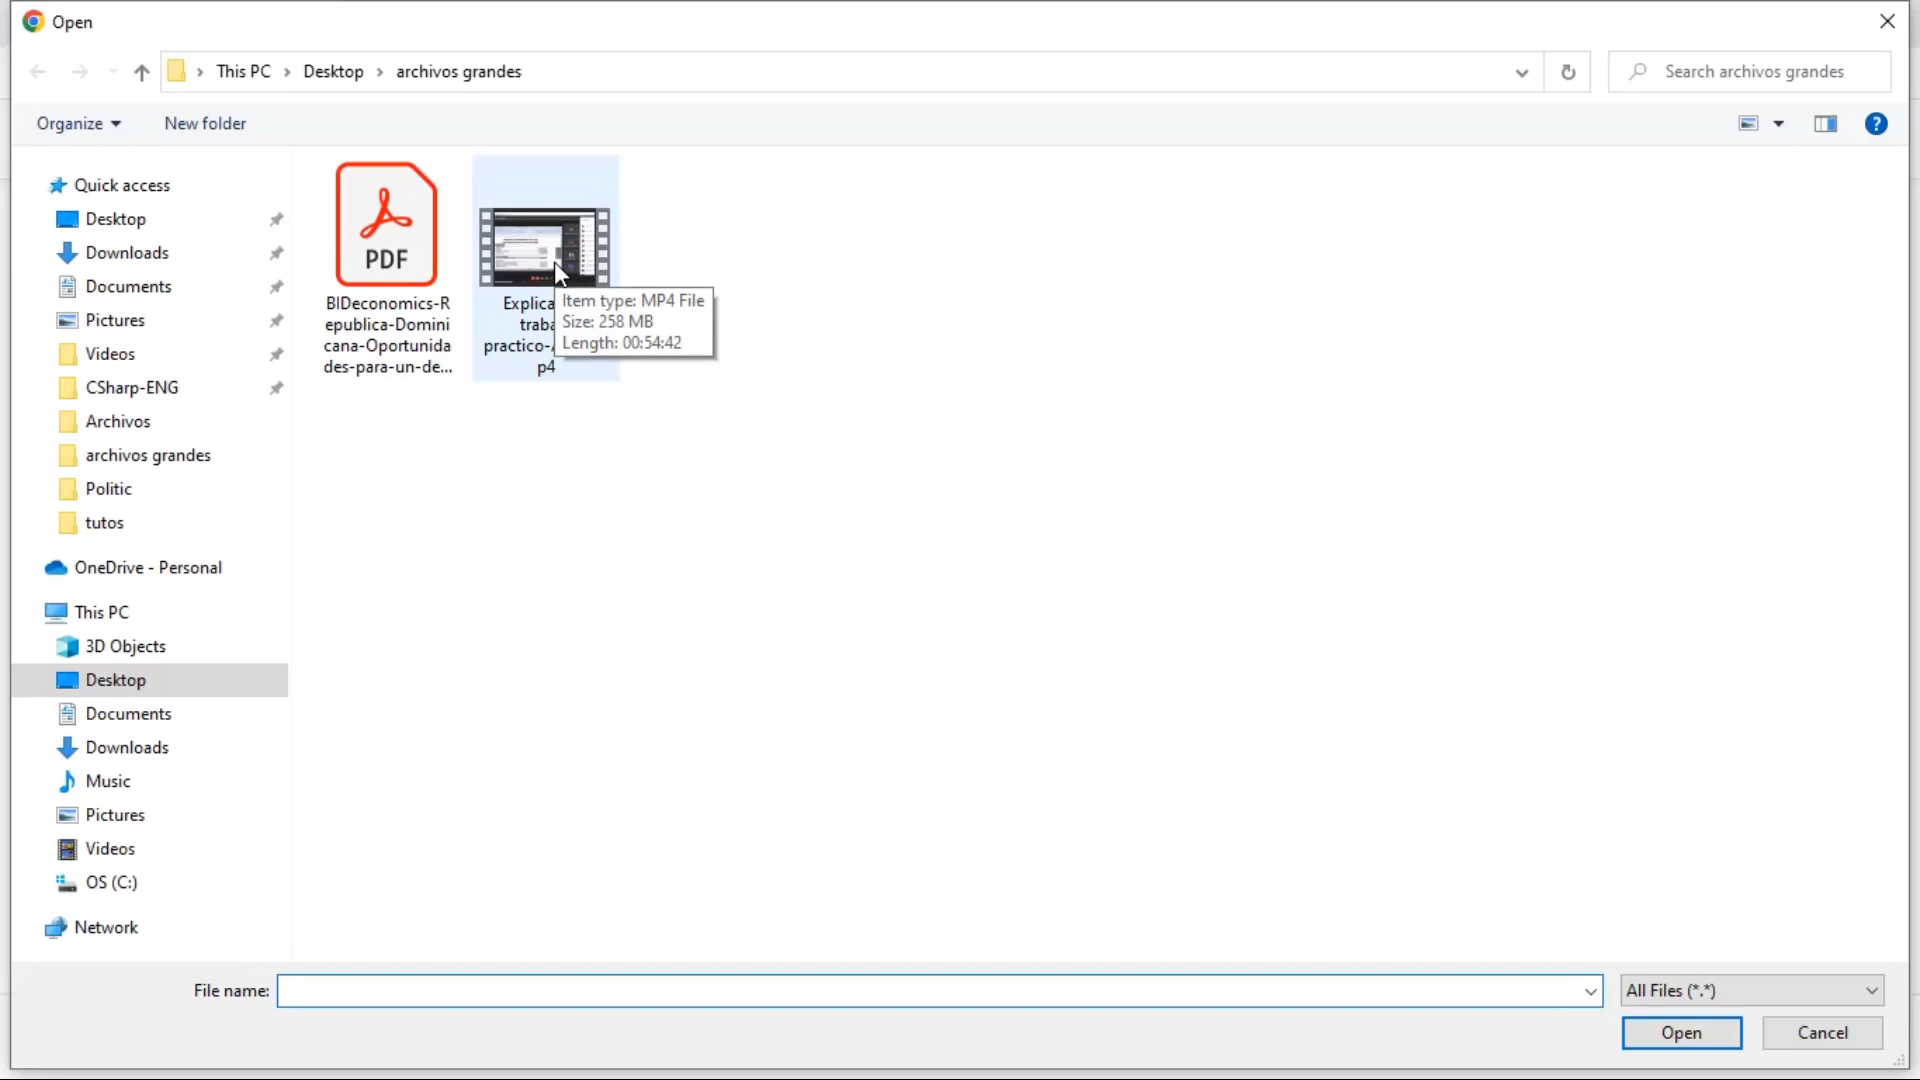 Open
This PC > Desktop > archivos grandes
Search archivos grandes
Organize
New folder
?
Quick access
Desktop
Downloads
Documents
Pictures
Videos
CSharp-ENG
Archivos
archivos grandes
Politic
tutos
OneDrive - Personal
This PC
3D Objects
Desktop
Documents
Downloads
Music
Pictures
Videos
OS (C:)
Network
PDF
BIDeconomics-R
epublica-Domini
cana-Oportunida
des-para-un-de...
Explica
traba
practico-
p4
Item type: MP4 File
Size: 258 MB
Length: 00:54:42
File name:
All Files (*.*)
Open
Cancel